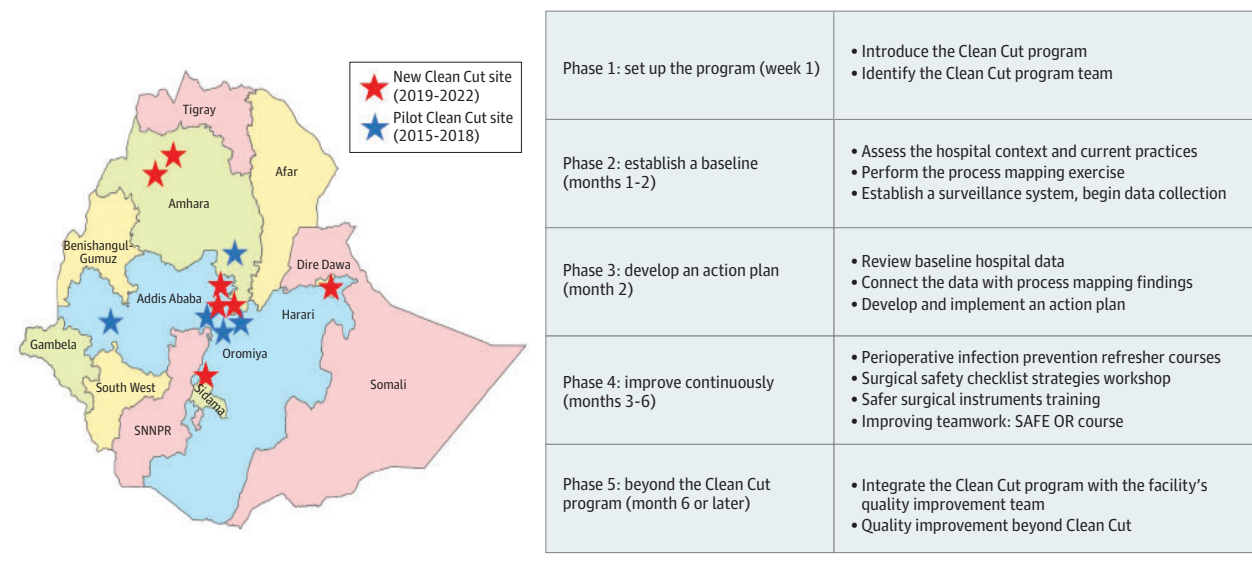 New Clean Cut site
(2019-2022)
Pilot Clean Cut site
(2015-2018)
Tigray
Afar
Amhara
Benishangul-
Gumuz
Dire Dawa
Addis Ababa
Harari
Gambela
Oromiya
South West
Sidama
Somali
SNNPR
Phase 1: set up the program (week 1)
• Introduce the Clean Cut program
• Identify the Clean Cut program team
Phase 2: establish a baseline
(months 1-2)
• Assess the hospital context and current practices
• Perform the process mapping exercise
• Establish a surveillance system, begin data collection
Phase 3: develop an action plan
(month 2)
• Review baseline hospital data
• Connect the data with process mapping findings
• Develop and implement an action plan
Phase 4: improve continuously
(months 3-6)
• Perioperative infection prevention refresher courses
• Surgical safety checklist strategies workshop
• Safer surgical instruments training
• Improving teamwork: SAFE OR course
Phase 5: beyond the Clean Cut
program (month 6 or later)
• Integrate the Clean Cut program with the facility's
quality improvement team
• Quality improvement beyond Clean Cut